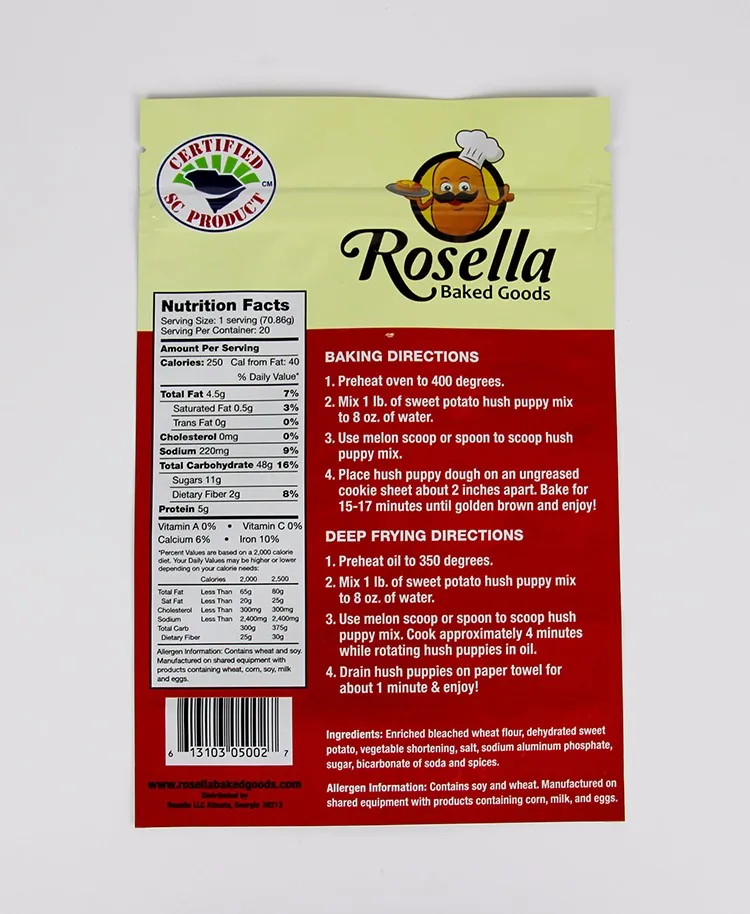 CERTIFIED
SC PRODUCT
CM
Rosella
Baked Goods
Nutrition Facts
Serving Size: 1 serving (70.86g)
Serving Per Container: 20
Amount Per Serving
Calories: 250 Cal from Fat: 40
% Daily Value*
Total Fat 4.5g 7%
Saturated Fat 0.5g 3%
Trans Fat 0g 0%
Cholesterol 0mg 0%
Sodium 220mg 9%
Total Carbohydrate 48g 16%
Sugars 11g
Dietary Fiber 2g 8%
Protein 5g
Vitamin A 0% • Vitamin C 0%
Calcium 6% • Iron 10%
*Percent Values are based on a 2,000 calorie
diet. Your Daily Values may be higher or lower
depending on your calorie needs:
Calories 2,000 2,500
Total Fat Less Than 65g 80g
Sat Fat Less Than 20g 25g
Cholesterol Less Than 300mg 300mg
Sodium Less Than 2,400mg 2,400mg
Total Carb 300g 375g
Dietary Fiber 25g 30g
Allergen Information: Contains wheat and soy.
Manufactured on shared equipment with
products containing wheat, corn, soy, milk
and eggs.
6 13103 05002 7
www.rosellabakedgoods.com
Distributed by
Rosella LLC Atlanta, Georgia 30213
BAKING DIRECTIONS
1. Preheat oven to 400 degrees.
2. Mix 1 lb. of sweet potato hush puppy mix
to 8 oz. of water.
3. Use melon scoop or spoon to scoop hush
puppy mix.
4. Place hush puppy dough on an ungreased
cookie sheet about 2 inches apart. Bake for
15-17 minutes until golden brown and enjoy!
DEEP FRYING DIRECTIONS
1. Preheat oil to 350 degrees.
2. Mix 1 lb. of sweet potato hush puppy mix
to 8 oz. of water.
3. Use melon scoop or spoon to scoop hush
puppy mix. Cook approximately 4 minutes
while rotating hush puppies in oil.
4. Drain hush puppies on paper towel for
about 1 minute & enjoy!
Ingredients: Enriched bleached wheat flour, dehydrated sweet
potato, vegetable shortening, salt, sodium aluminum phosphate,
sugar, bicarbonate of soda and spices.
Allergen Information: Contains soy and wheat. Manufactured on
shared equipment with products containing corn, milk, and eggs.